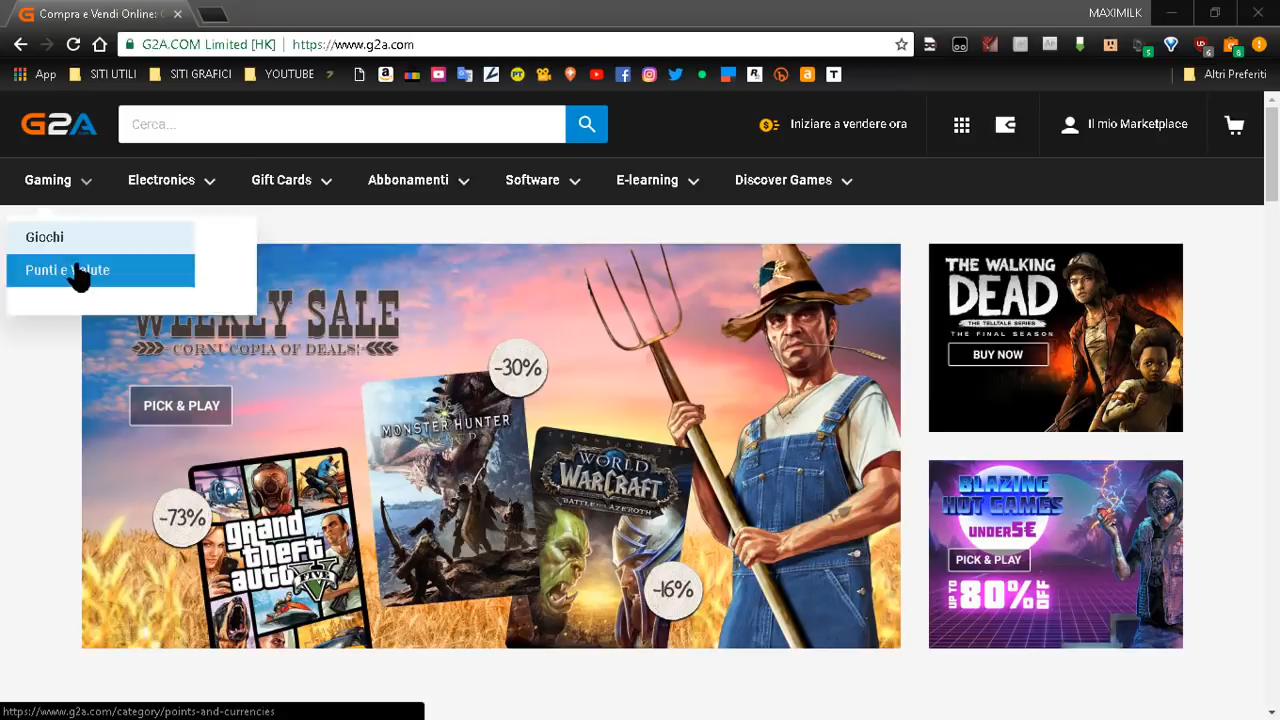 Compra e Vendi Online:
MAXIMILK
G2A.COM Limited [HK]
https://www.g2a.com
App
SITI UTILI
SITI GRAFICI
YOUTUBE
Altri Preferiti
G2A
Cerca...
Iniziare a vendere ora
Il mio Marketplace
Gaming
Electronics
Gift Cards
Abbonamenti
Software
E-learning
Discover Games
Giochi
Punti e Valute
WEEKLY SALE
CORNUCOPIA OF DEALS!
PICK & PLAY
-30%
MONSTER HUNTER
WORLD
EXPANSION SET
WORLD
WARCRAFT
BATTLE for AZEROTH
-73%
grand
theft
auto
V
-16%
THE WALKING
DEAD
THE TELLTALE SERIES
THE FINAL SEASON
BUY NOW
BLAZING
HOT GAMES
UNDER 5€
PICK & PLAY
UP TO
80%
OFF
https://www.g2a.com/category/points-and-currencies